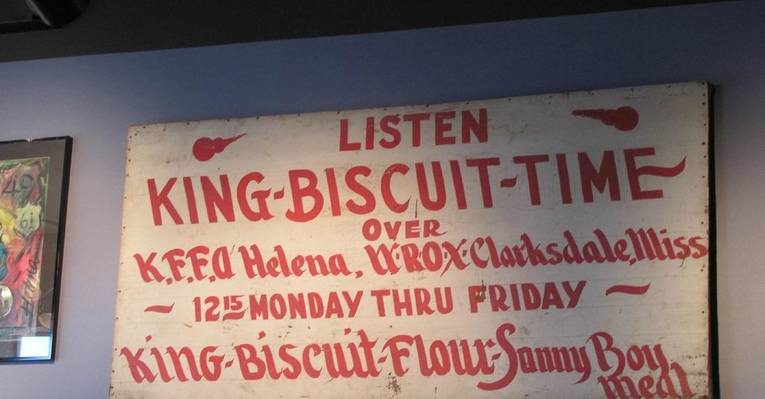 LISTEN
KING-BISCUIT-TIME
OVER
K.F.F.A Helena, W·R·O·X·Clarksdale, Miss
~ 12 15 MONDAY THRU FRIDAY ~
King-Biscuit-Flour-Sonny Boy
meal